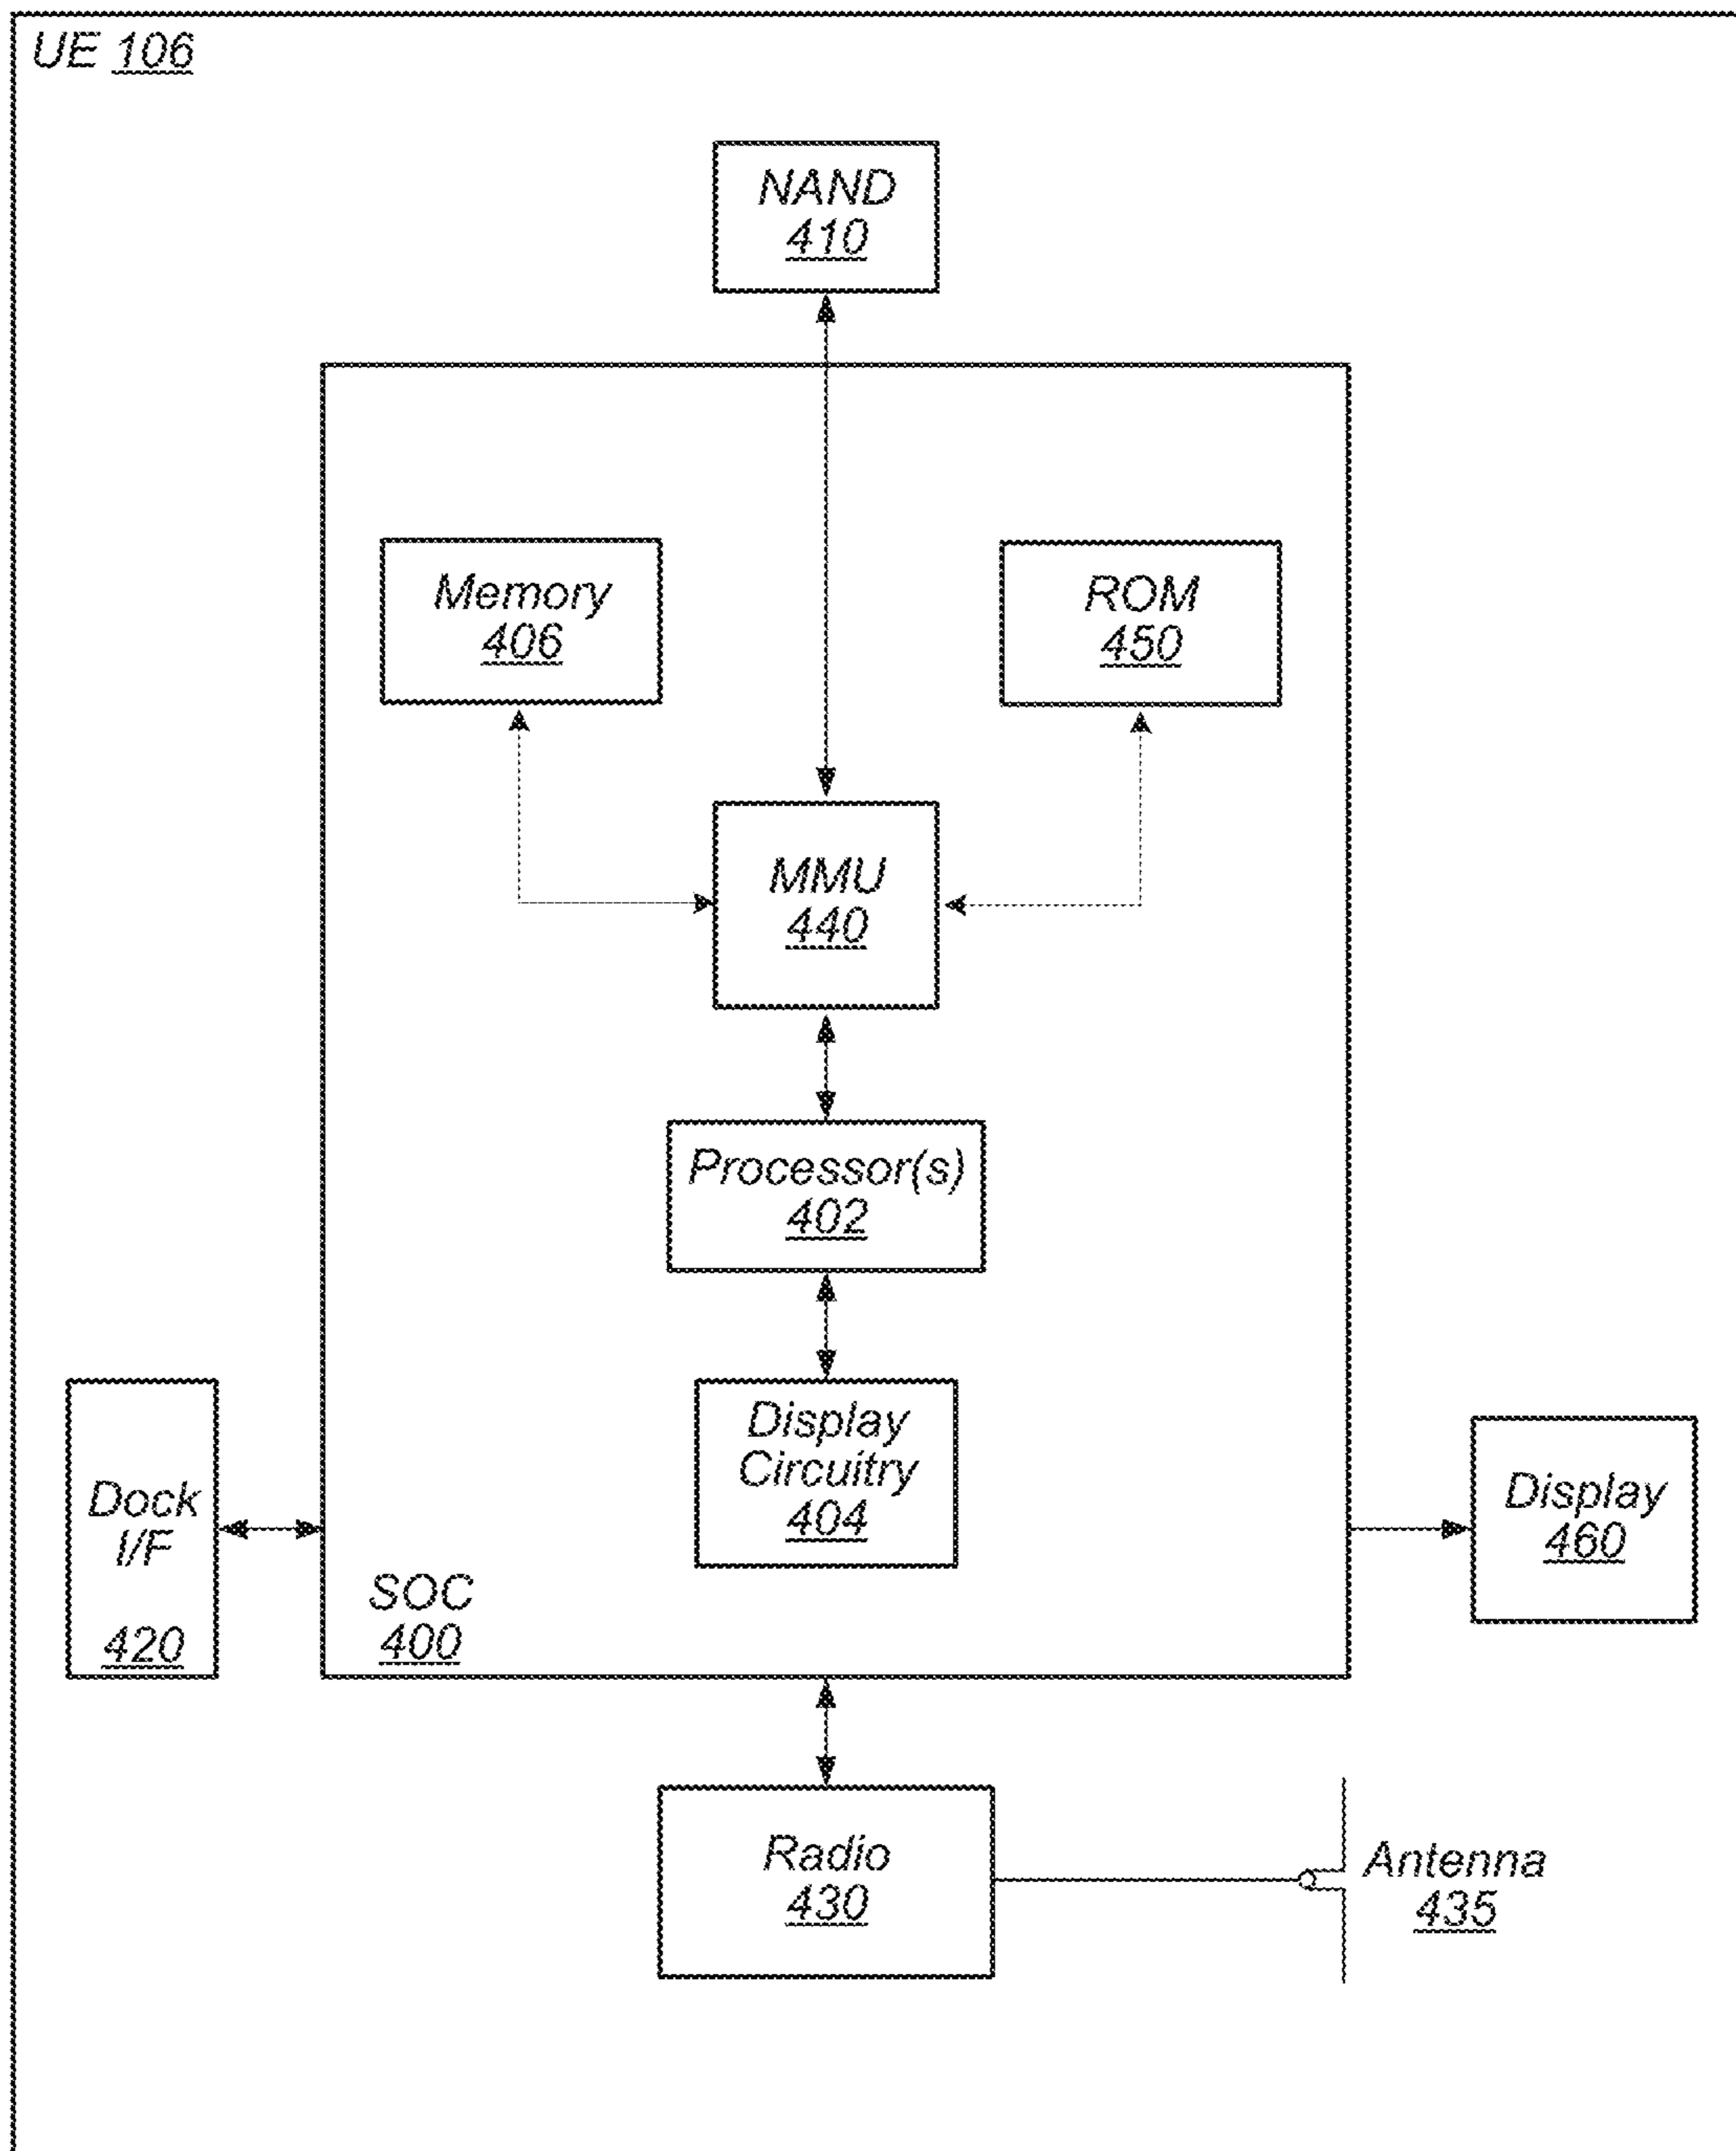 UE 106
NAND
410
Memory
406
ROM
450
MMU
440
Processor(s)
402
Display
Circuitry
404
Dock
I/F
420
SOC
400
Display
460
Radio
430
Antenna
435